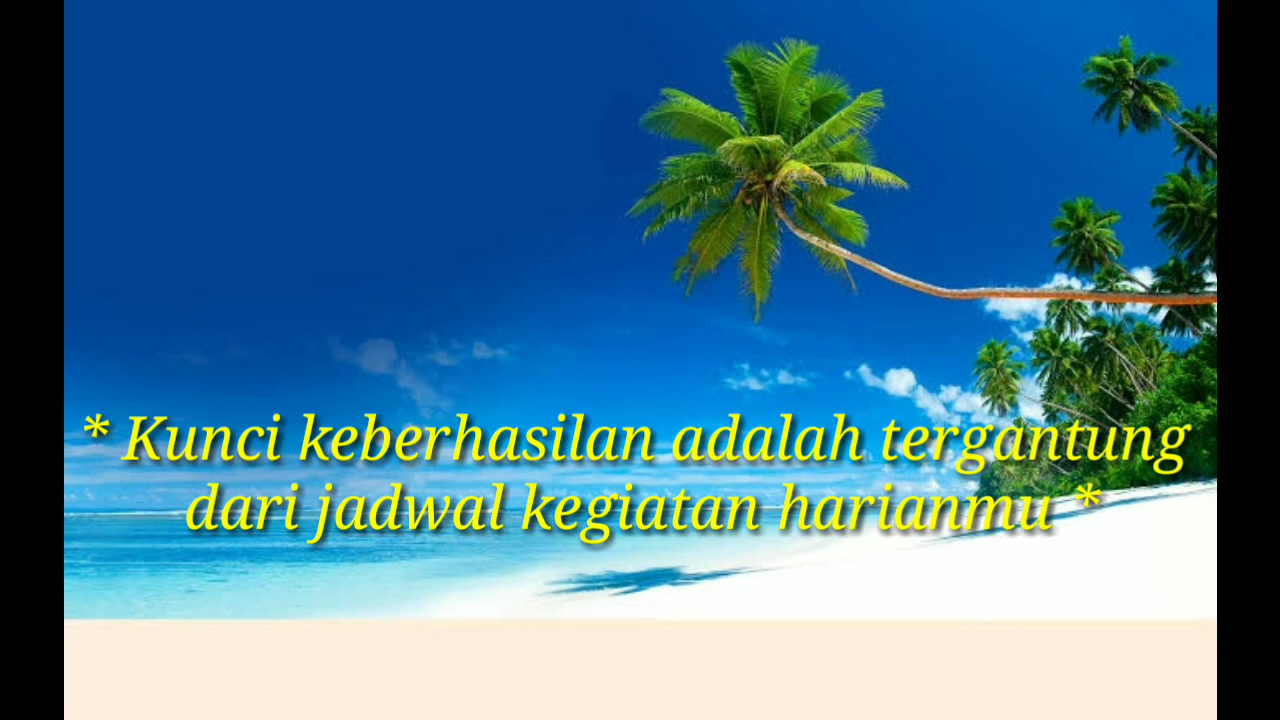 * Kunci keberhasilan adalah tergantung
dari jadwal kegiatan harianmu *